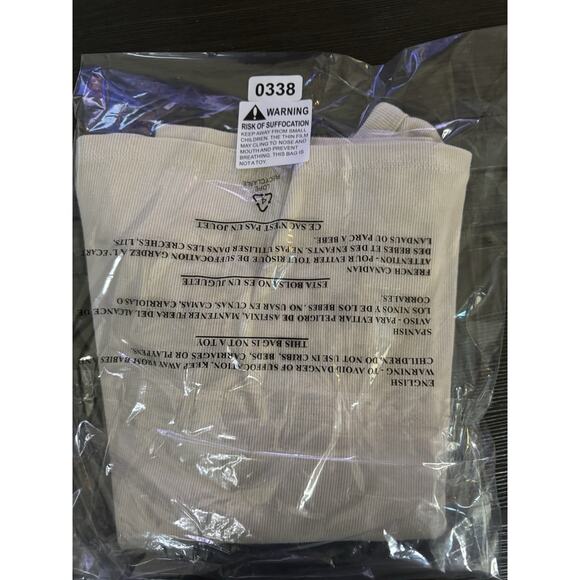 0338
WARNING
RISK OF SUFFOCATION
KEEP AWAY FROM SMALL
CHILDREN. THE THIN FILM
MAY CLING TO NOSE AND
MOUTH AND PREVENT
BREATHING. THIS BAG IS
NOT A TOY.
ENGLISH
WARNING - TO AVOID DANGER OF SUFFOCATION, KEEP AWAY FROM BABIES
CHILDREN, DO NOT USE IN CRIBS, BEDS, CARRIAGES OR PLAYPENS.
THIS BAG IS NOT A TOY
SPANISH
AVISO - PARA EVITAR PELIGRO DE ASFIXIA, MANTENER FUERA DEL ALCANCE DE
LOS NINOS Y DE LOS BEBES. NO USAR EN CUNAS, CAMAS, CARRIOLAS O
CORRALES.
ESTA BOLSA NO ES UN JUGUETE
FRENCH CANADIAN
ATTENTION - POUR EVITER TOUT RISQUE DE SUFFOCATION GARDEZ A L'ECART
DES BEBES ET DES ENFANTS NE PAS UTILISER DANS LES CRECHES, LITS,
LANDAUS OU PARC A BEBE.
CE SAC N'EST PAS UN JOUET
4
LDPE